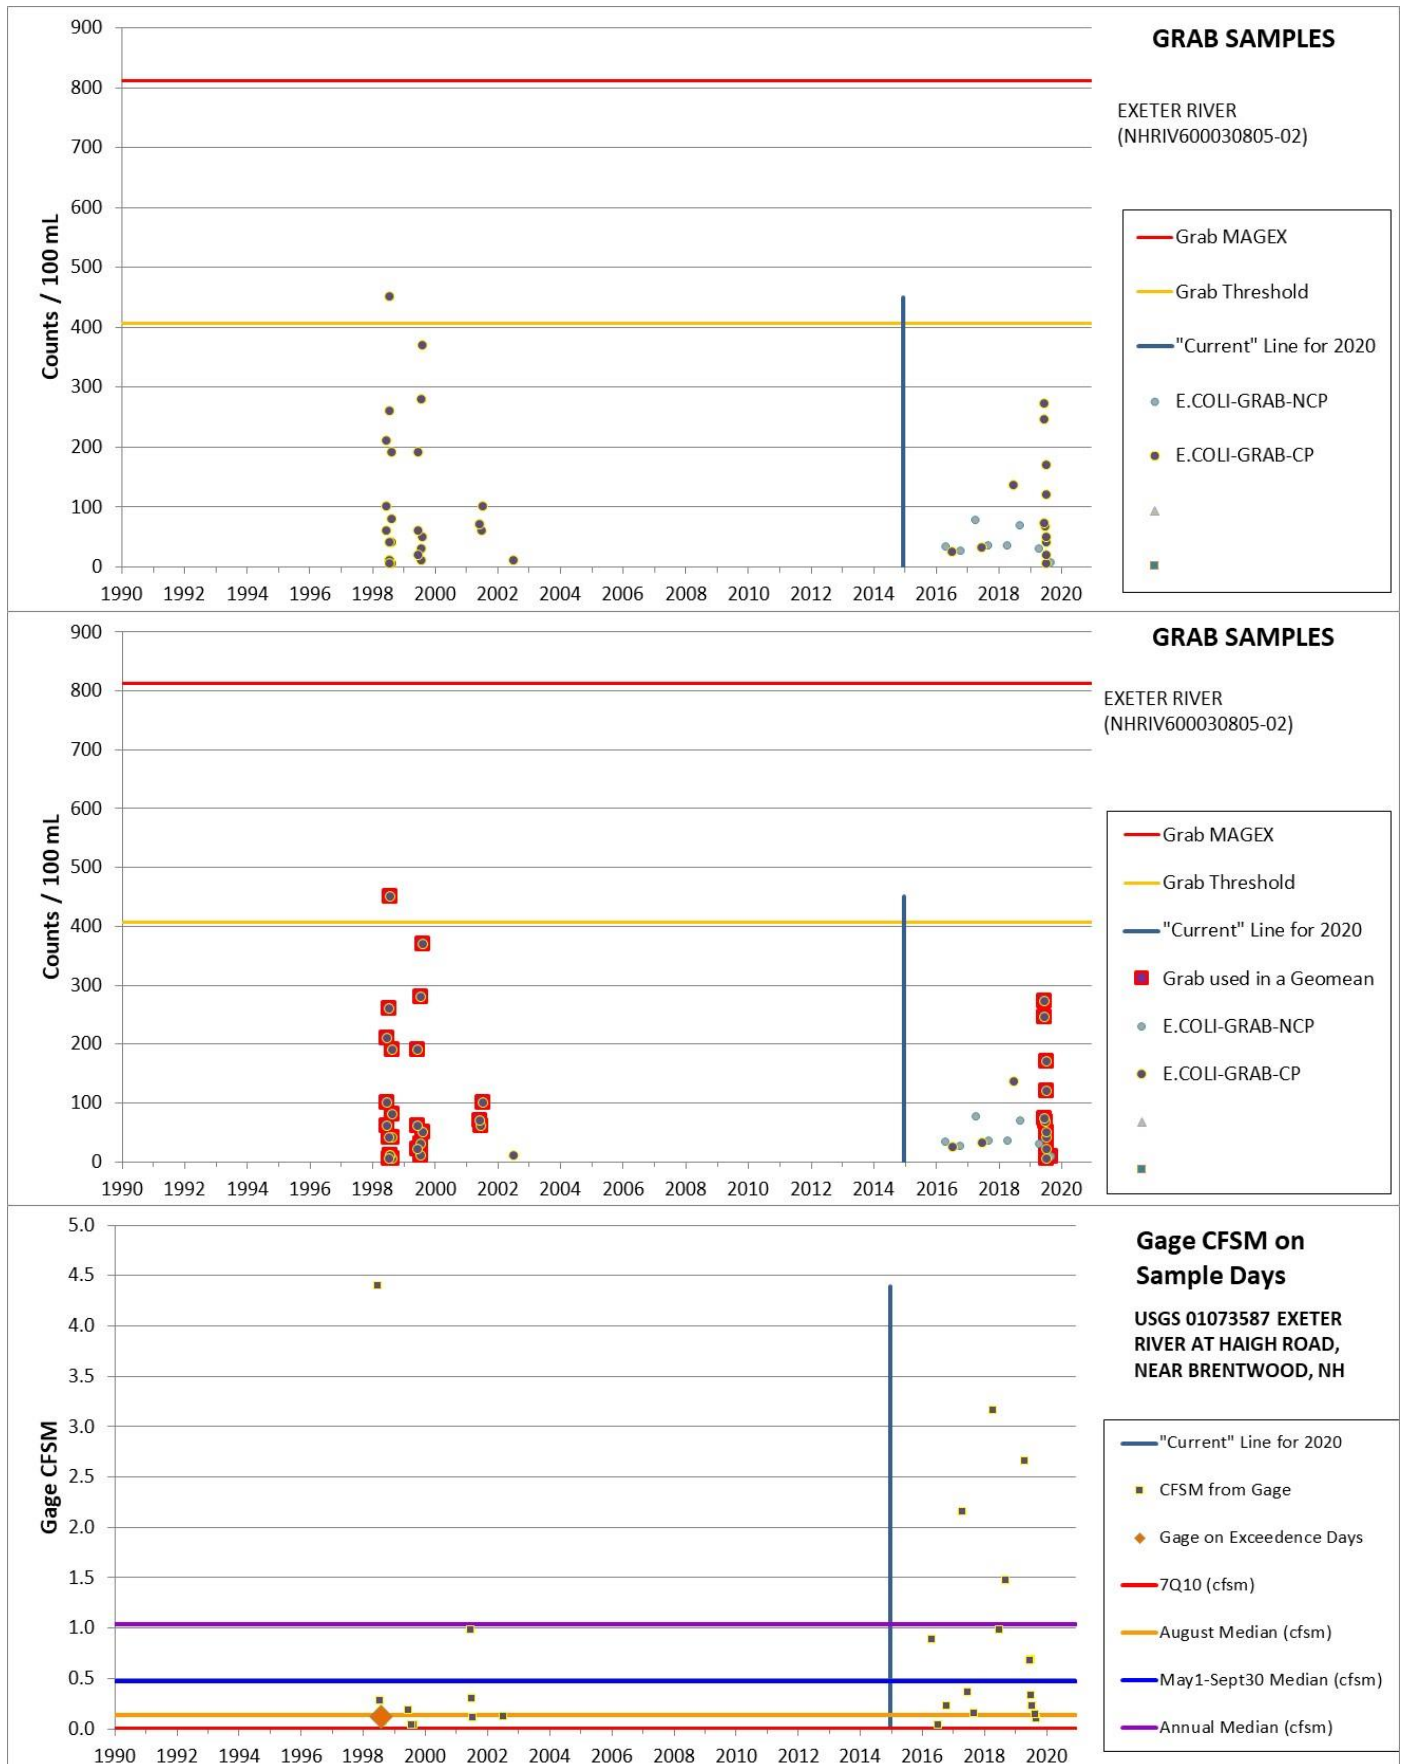 GRAB SAMPLES
EXETER RIVER
(NHRIV600030805-02)
Counts / 100 mL
900
800
700
600
500
400
300
200
100
0
1990 1992 1994 1996 1998 2000 2002 2004 2006 2008 2010 2012 2014 2016 2018 2020
Grab MAGEX
Grab Threshold
"Current" Line for 2020
E.COLI-GRAB-NCP
E.COLI-GRAB-CP
GRAB SAMPLES
EXETER RIVER
(NHRIV600030805-02)
Counts / 100 mL
900
800
700
600
500
400
300
200
100
0
1990 1992 1994 1996 1998 2000 2002 2004 2006 2008 2010 2012 2014 2016 2018 2020
Grab MAGEX
Grab Threshold
"Current" Line for 2020
Grab used in a Geomean
E.COLI-GRAB-NCP
E.COLI-GRAB-CP
Gage CFSM on
Sample Days
USGS 01073587 EXETER
RIVER AT HAIGH ROAD,
NEAR BRENTWOOD, NH
Gage CFSM
5.0
4.5
4.0
3.5
3.0
2.5
2.0
1.5
1.0
0.5
0.0
1990 1992 1994 1996 1998 2000 2002 2004 2006 2008 2010 2012 2014 2016 2018 2020
"Current" Line for 2020
CFSM from Gage
Gage on Exceedence Days
7Q10 (cfsm)
August Median (cfsm)
May1-Sept30 Median (cfsm)
Annual Median (cfsm)